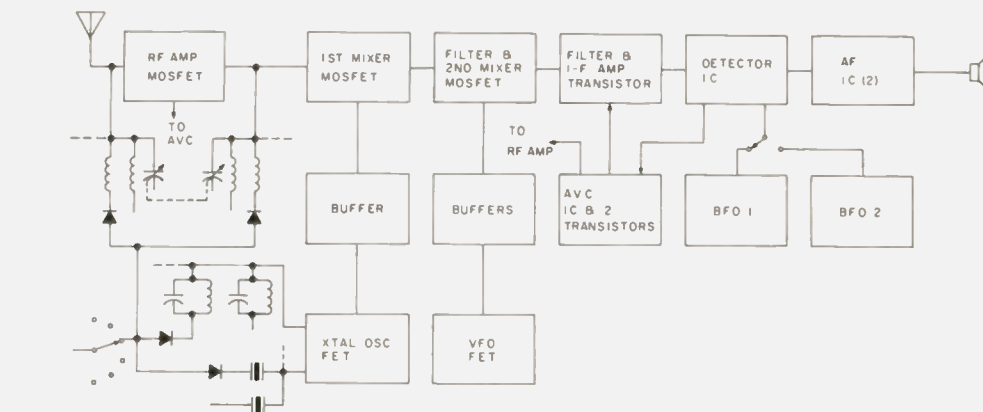 RF AMP
MOSFET
1ST MIXER
MOSFET
FILTER &
2ND MIXER
MOSFET
FILTER &
I-F AMP
TRANSISTOR
DETECTOR
IC
AF
IC (2)
TO
AVC
TO
RF AMP
BUFFER
BUFFERS
AVC
IC & 2
TRANSISTORS
BFO 1
BFO 2
XTAL OSC
FET
VFO
FET